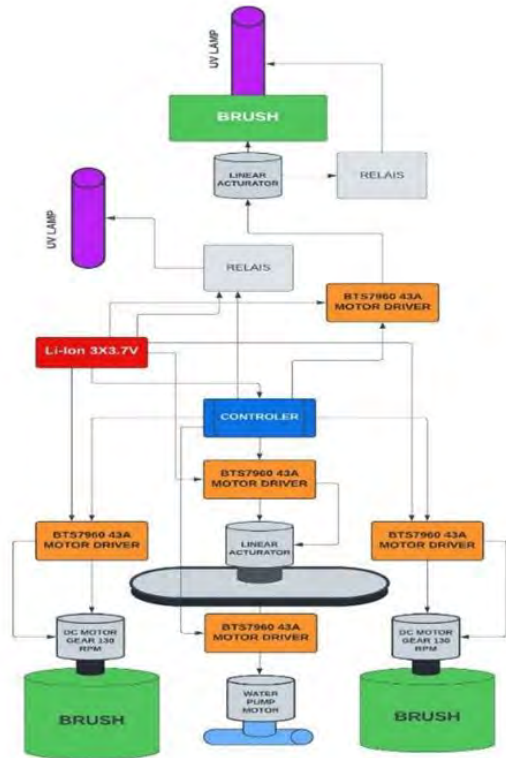 UV LAMP
BRUSH
LINEAR
ACTURATOR
RELAIS
UV LAMP
RELAIS
BTS7960 43A
MOTOR DRIVER
Li-Ion 3X3.7V
CONTROLER
BTS7960 43A
MOTOR DRIVER
BTS7960 43A
MOTOR DRIVER
LINEAR
ACTURATOR
BTS7960 43A
MOTOR DRIVER
BTS7960 43A
MOTOR DRIVER
DC MOTOR
GEAR 130
RPM
DC MOTOR
GEAR 130
RPM
WATER
PUMP
MOTOR
BRUSH
BRUSH